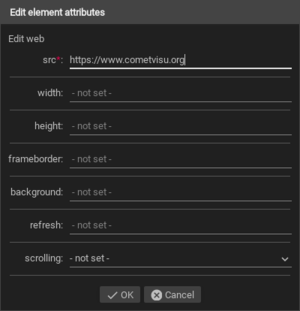 Edit element attributes
Edit web
src*: https://www.cometvisu.org
width: - not set -
height: - not set -
frameborder: - not set -
background: - not set -
refresh: - not set -
scrolling: - not set -
OK Cancel